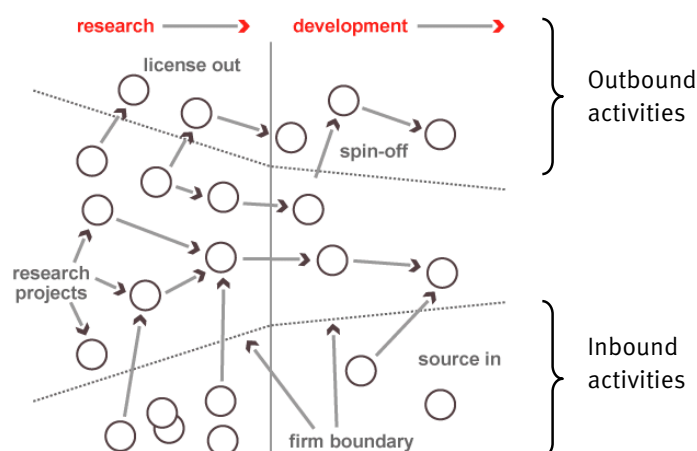 research
development
license out
Outbound
activities
spin-off
research
projects
source in
Inbound
activities
firm boundary